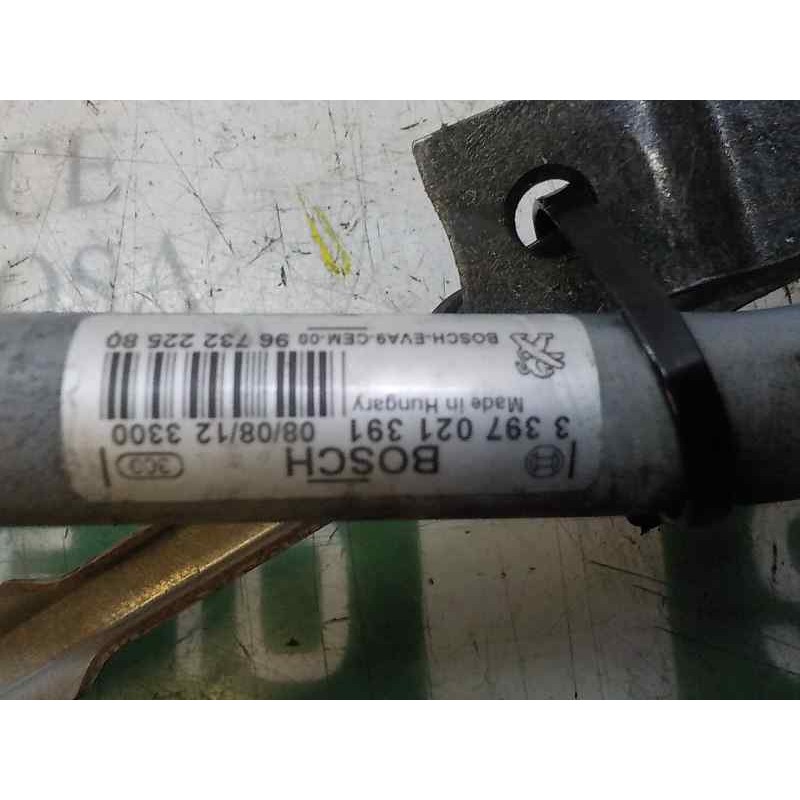 BOSCH
3 397 021 391
08/08/12 3300
Made in Hungary
BOSCH-EVA9-CEM-00 96 732 225 80